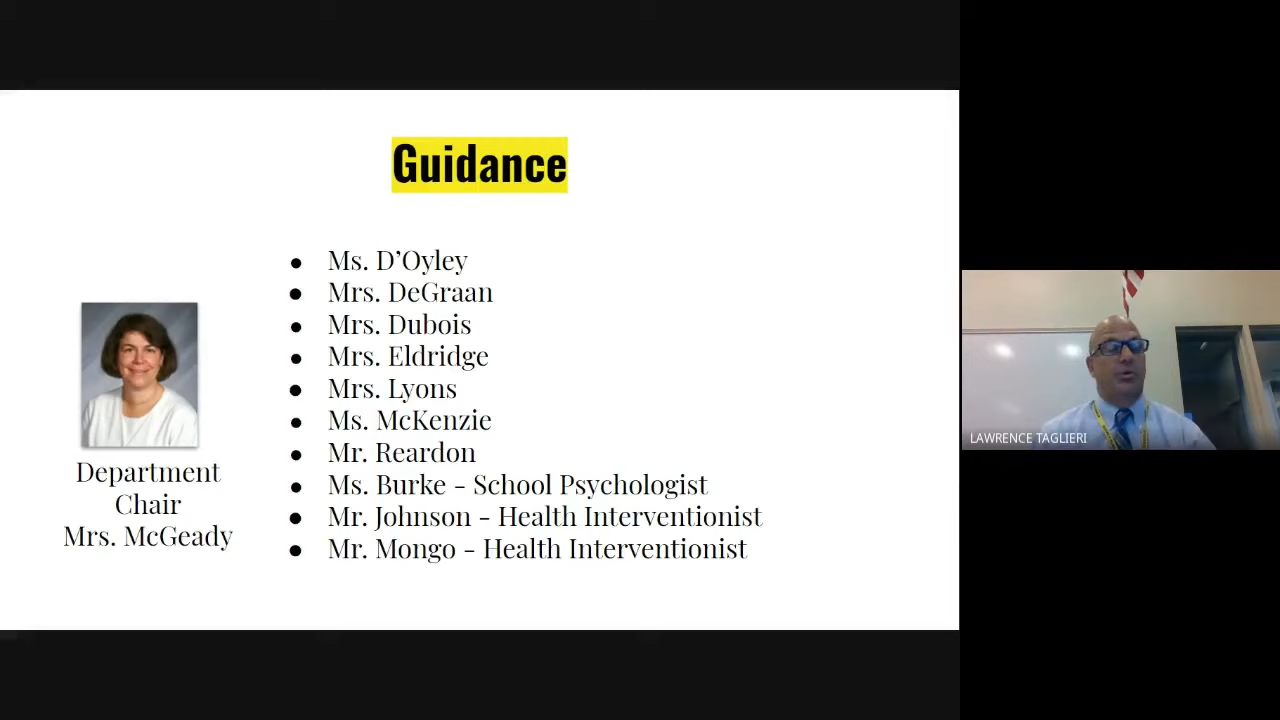 Guidance
Ms. D’Oyley
Mrs. DeGraan
Mrs. Dubois
Mrs. Eldridge
Mrs. Lyons
Ms. McKenzie
Mr. Reardon
Ms. Burke - School Psychologist
Mr. Johnson - Health Interventionist
Mr. Mongo - Health Interventionist
Department
Chair
Mrs. McGeady
LAWRENCE TAGLIERI